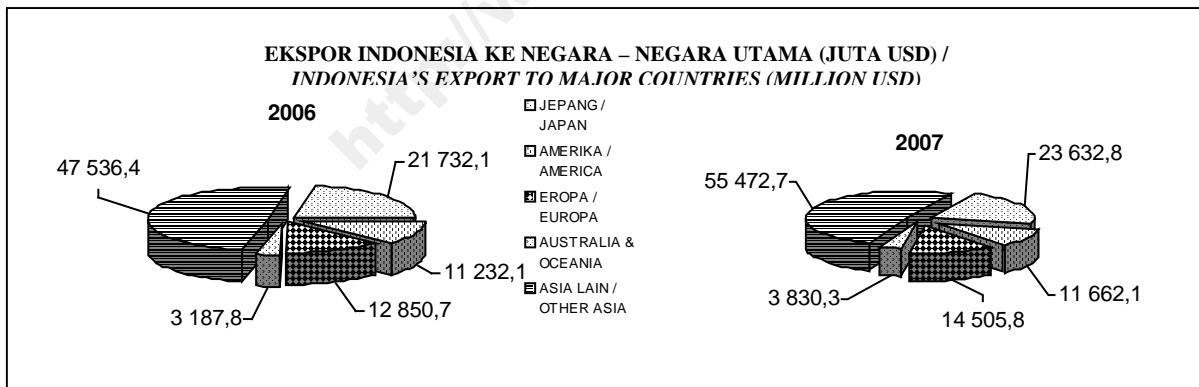 EKSPOR INDONESIA KE NEGARA – NEGARA UTAMA (JUTA USD) /
INDONESIA'S EXPORT TO MAJOR COUNTRIES (MILLION USD)
2006
47 536,4
21 732,1
11 232,1
12 850,7
3 187,8
JEPANG /
JAPAN
AMERIKA /
AMERICA
EROPA /
EUROPA
AUSTRALIA &
OCEANIA
ASIA LAIN /
OTHER ASIA
2007
55 472,7
23 632,8
11 662,1
14 505,8
3 830,3